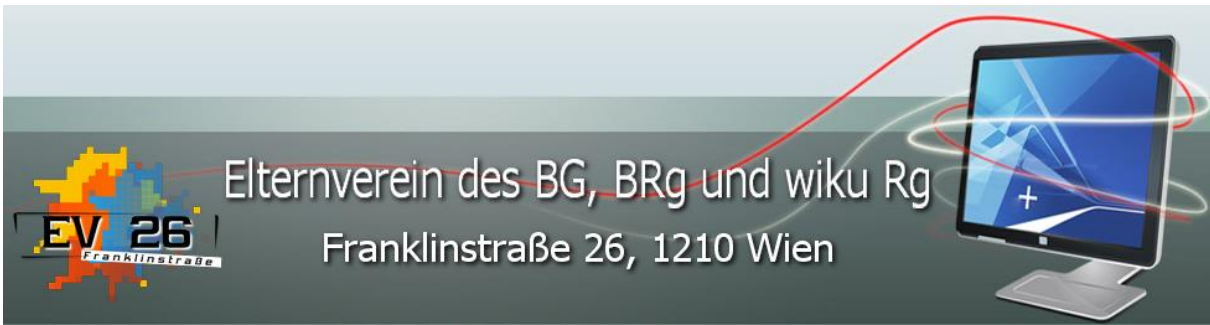 Elternverein des BG, BRg und wiku Rg
Franklinstraße 26, 1210 Wien
EV 26
Franklinstraße